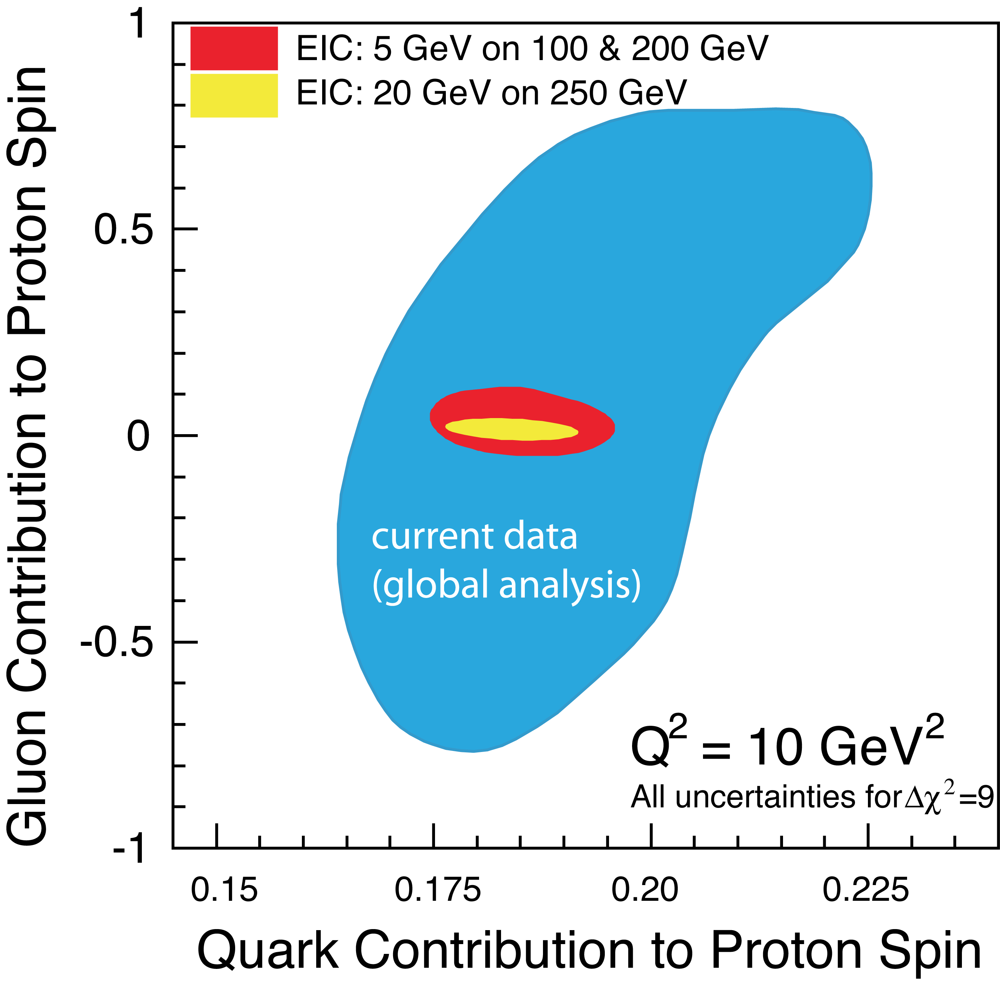 EIC: 5 GeV on 100 & 200 GeV
EIC: 20 GeV on 250 GeV
Gluon Contribution to Proton Spin
1
0.5
0
-0.5
-1
current data
(global analysis)
Q² = 10 GeV²
All uncertainties for Δχ²=9
0.15 0.175 0.20 0.225
Quark Contribution to Proton Spin